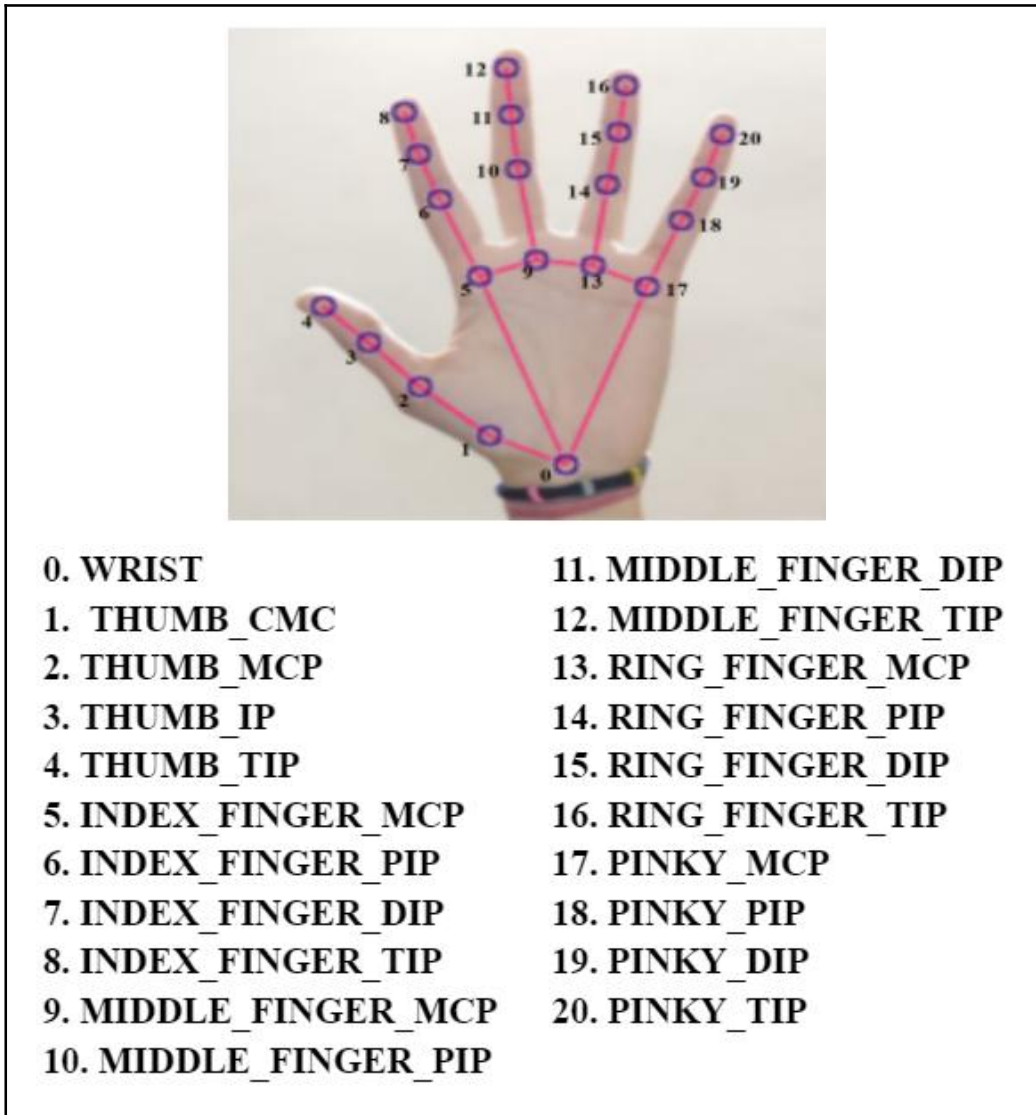 12
16
8
11
15
20
7
10
14
19
6
18
5
9
13
17
4
3
2
1
0
0. WRIST
1. THUMB_CMC
2. THUMB_MCP
3. THUMB_IP
4. THUMB_TIP
5. INDEX_FINGER_MCP
6. INDEX_FINGER_PIP
7. INDEX_FINGER_DIP
8. INDEX_FINGER_TIP
9. MIDDLE_FINGER_MCP
10. MIDDLE_FINGER_PIP
11. MIDDLE_FINGER_DIP
12. MIDDLE_FINGER_TIP
13. RING_FINGER_MCP
14. RING_FINGER_PIP
15. RING_FINGER_DIP
16. RING_FINGER_TIP
17. PINKY_MCP
18. PINKY_PIP
19. PINKY_DIP
20. PINKY_TIP